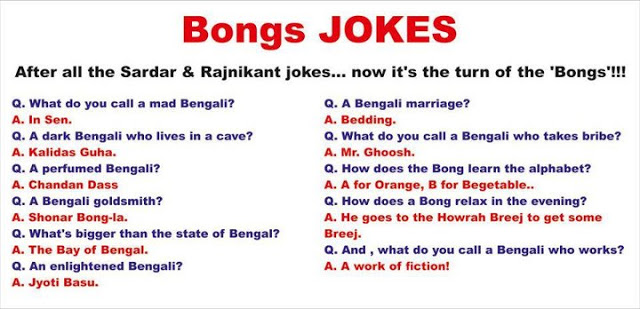 Bongs JOKES
After all the Sardar & Rajnikant jokes... now it's the turn of the 'Bongs'!!!
Q. What do you call a mad Bengali?
A. In Sen.
Q. A dark Bengali who lives in a cave?
A. Kalidas Guha.
Q. A perfumed Bengali?
A. Chandan Dass
Q. A Bengali goldsmith?
A. Shonar Bong-la.
Q. What's bigger than the state of Bengal?
A. The Bay of Bengal.
Q. An enlightened Bengali?
A. Jyoti Basu.
Q. A Bengali marriage?
A. Bedding.
Q. What do you call a Bengali who takes bribe?
A. Mr. Ghoosh.
Q. How does the Bong learn the alphabet?
A. A for Orange, B for Begetable..
Q. How does a Bong relax in the evening?
A. He goes to the Howrah Breej to get some
Breej.
Q. And , what do you call a Bengali who works?
A. A work of fiction!